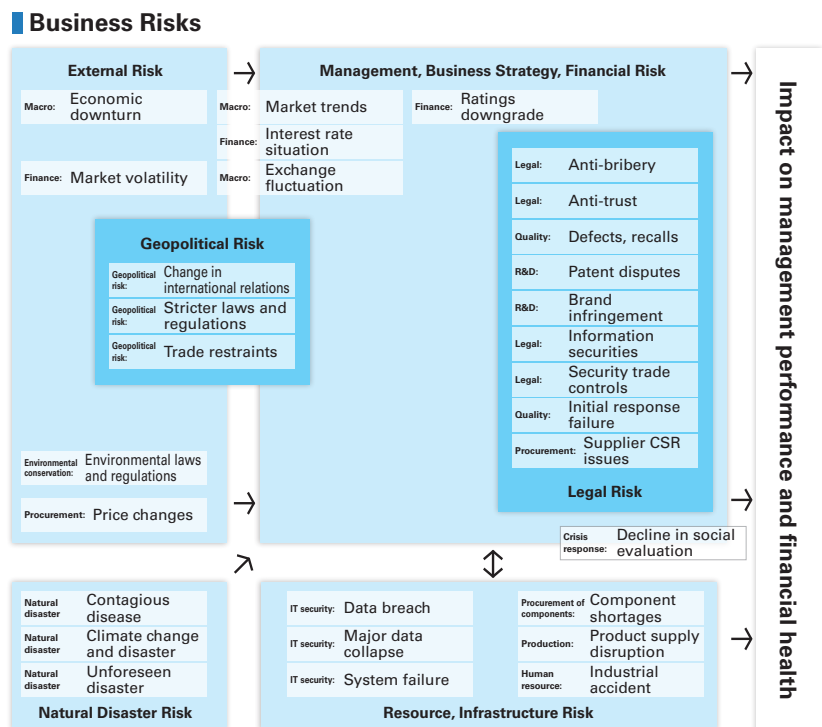 Business Risks
External Risk
Macro: Economic
downturn
Finance: Market volatility
Management, Business Strategy, Financial Risk
Macro: Market trends
Finance: Interest rate
situation
Macro: Exchange
fluctuation
Finance: Ratings
downgrade
Geopolitical Risk
Geopolitical
risk: Change in
international relations
Geopolitical
risk: Stricter laws and
regulations
Geopolitical
risk: Trade restraints
Environmental
conservation: Environmental laws
and regulations
Procurement: Price changes
Legal: Anti-bribery
Legal: Anti-trust
Quality: Defects, recalls
R&D: Patent disputes
R&D: Brand
infringement
Legal: Information
securities
Legal: Security trade
controls
Quality: Initial response
failure
Procurement: Supplier CSR
issues
Legal Risk
Crisis
response: Decline in social
evaluation
Natural
disaster Contagious
disease
Natural
disaster Climate change
and disaster
Natural
disaster Unforeseen
disaster
Natural Disaster Risk
IT security: Data breach
IT security: Major data
collapse
IT security: System failure
Procurement of
components: Component
shortages
Production: Product supply
disruption
Human
resource: Industrial
accident
Resource, Infrastructure Risk
Impact on management performance and financial health